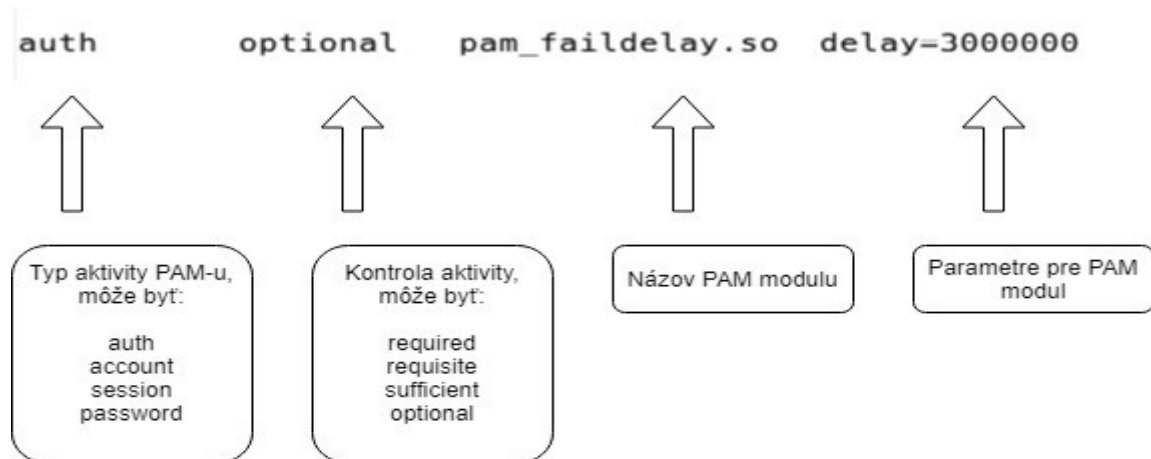 auth optional pam_faildelay.so delay=3000000
Typ aktivity PAM-u,
môže byť:
auth
account
session
password
Kontrola aktivity,
môže byť:
required
requisite
sufficient
optional
Názov PAM modulu
Parametre pre PAM
modul